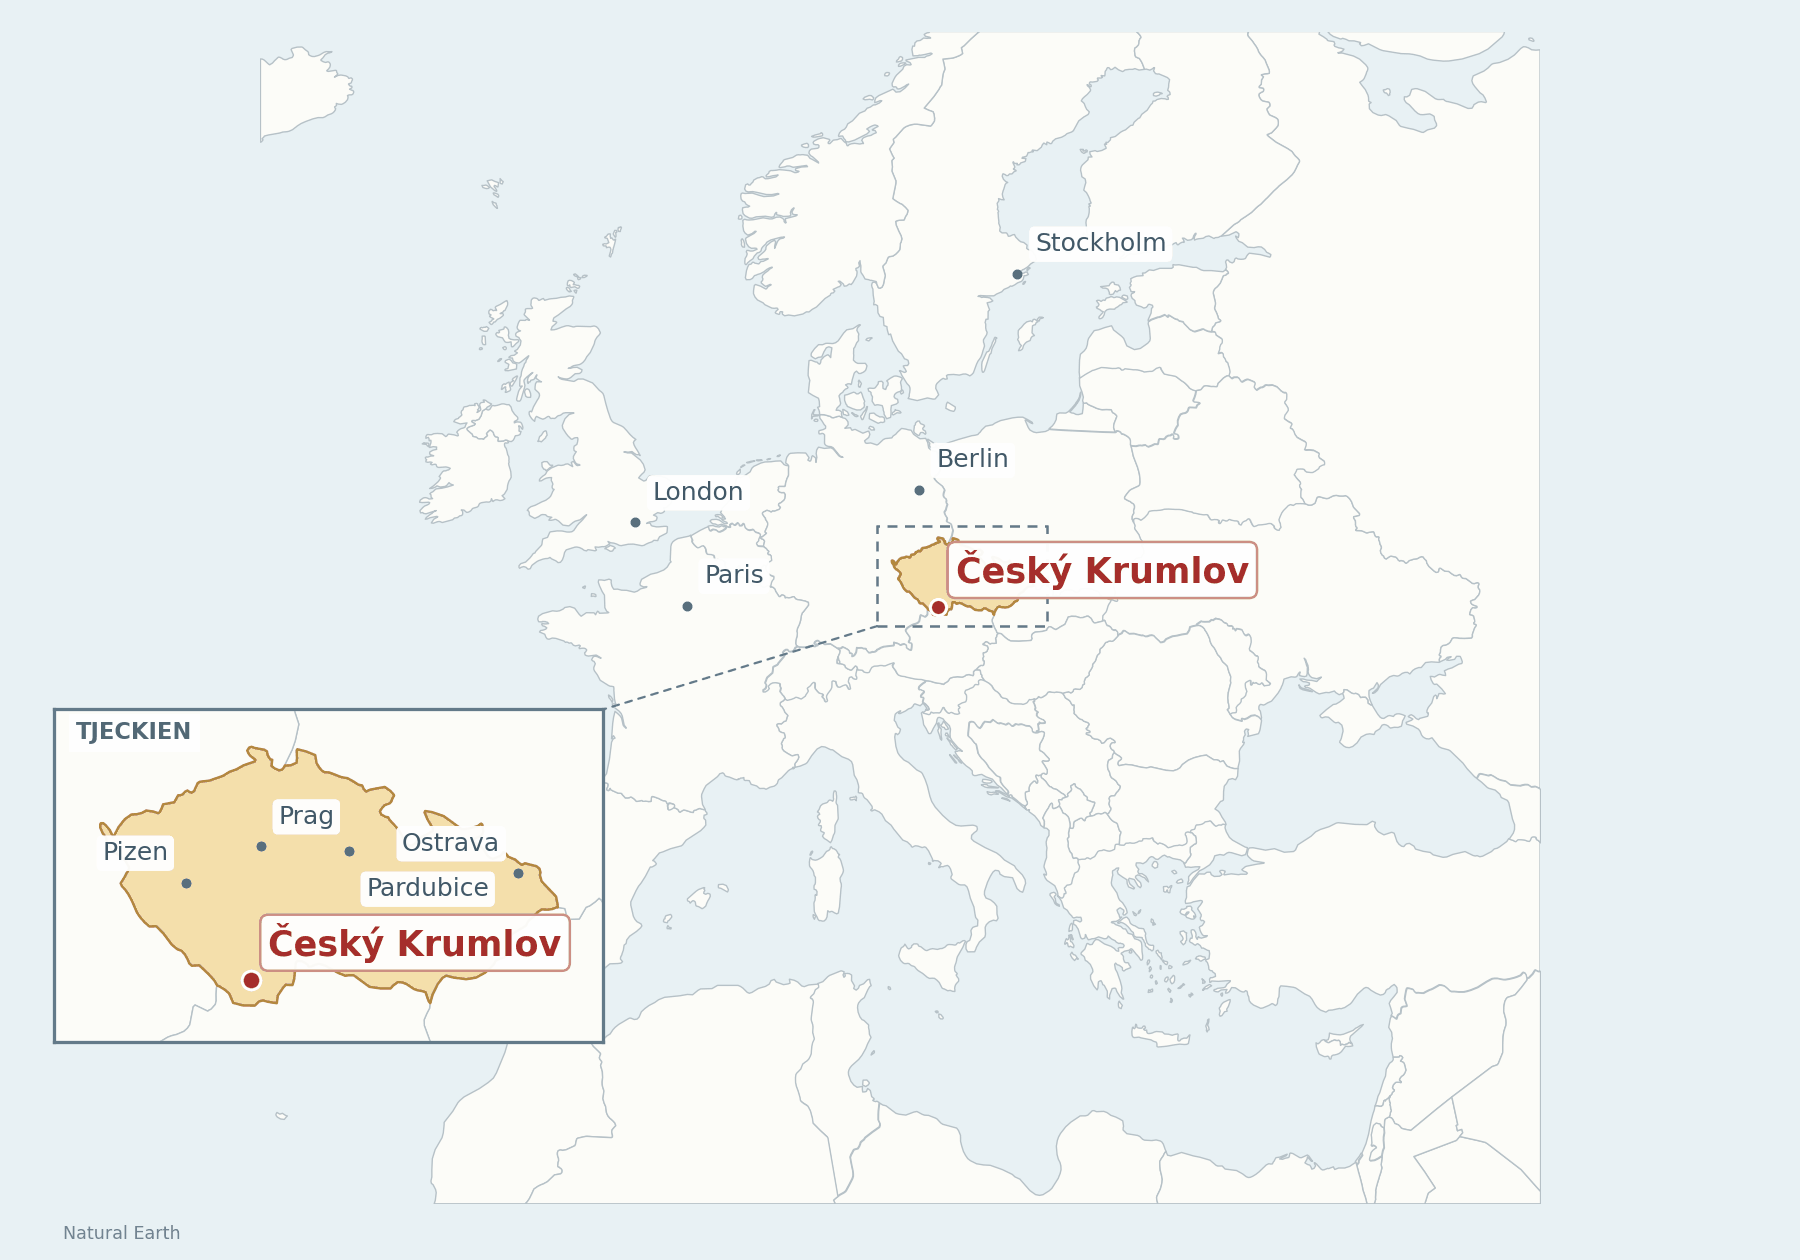 Stockholm
Berlin
London
Český Krumlov
Paris
TJECKIEN
Prag
Ostrava
Pizen
Pardubice
Český Krumlov
Natural Earth